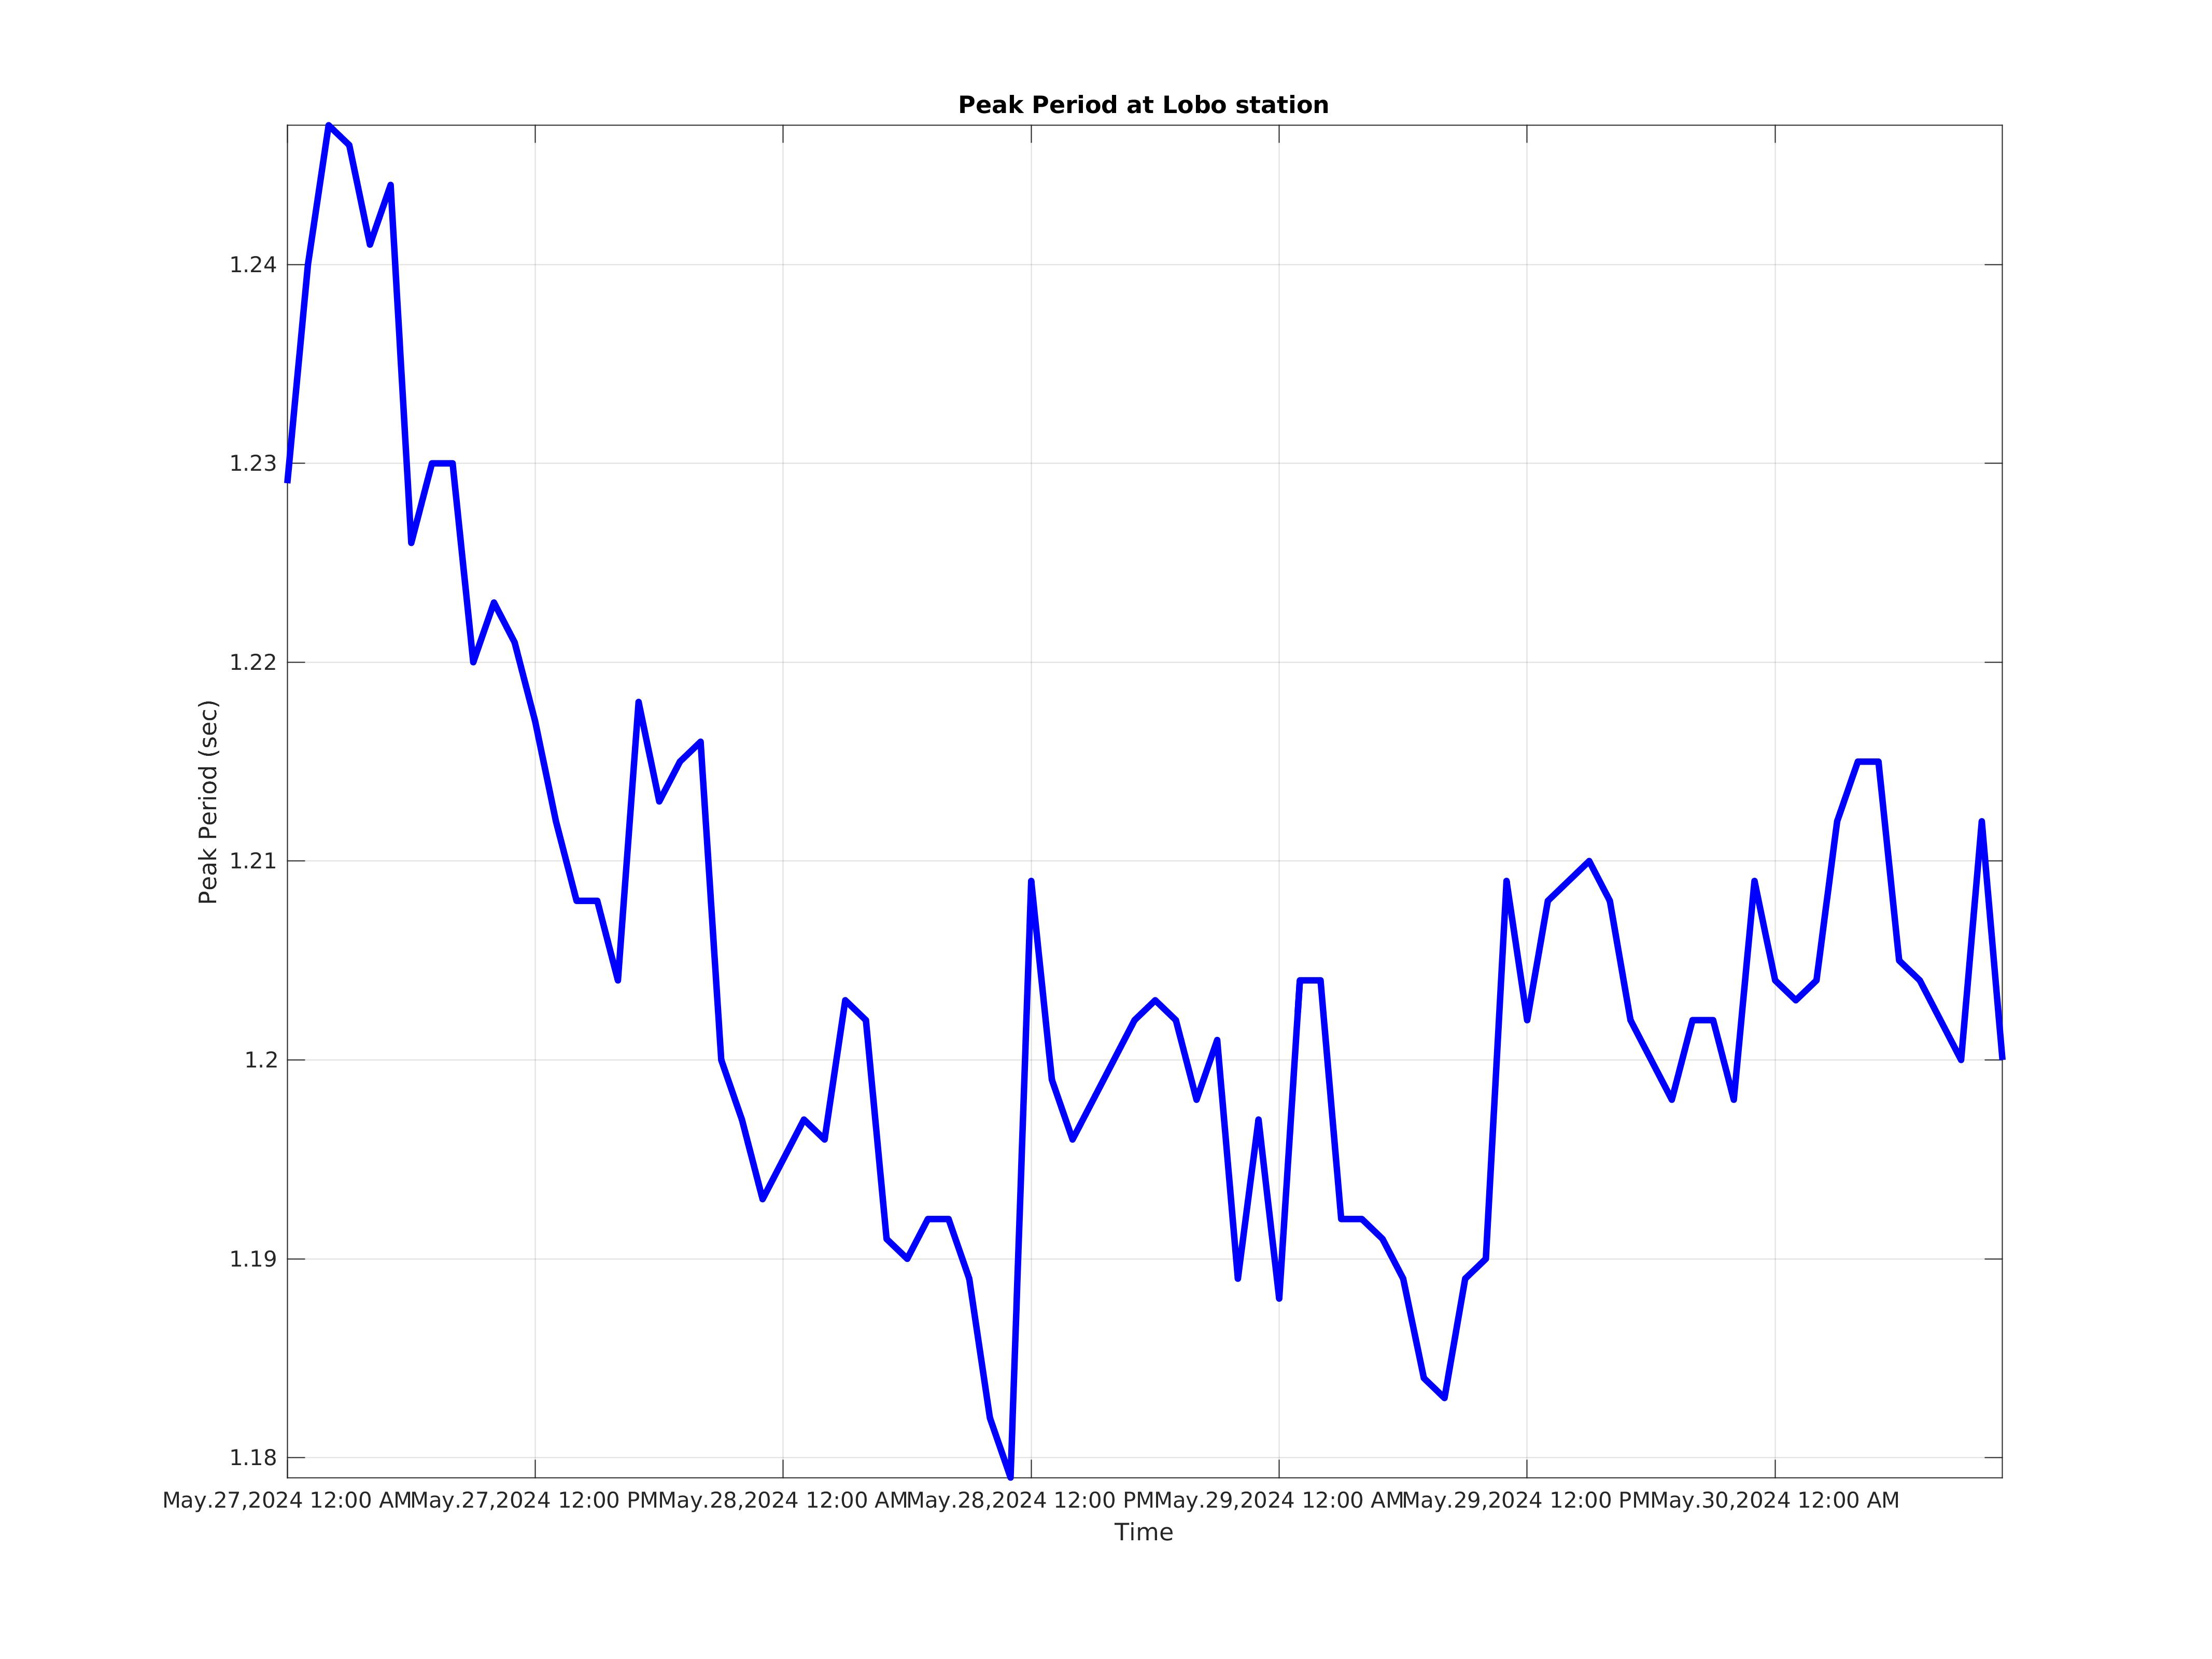 Peak Period at Lobo station
1.24
1.23
1.22
1.21
1.2
1.19
1.18
Peak Period (sec)
May.27,2024 12:00 AM May.27,2024 12:00 PM May.28,2024 12:00 AM May.28,2024 12:00 PM May.29,2024 12:00 AM May.29,2024 12:00 PM May.30,2024 12:00 AM
Time